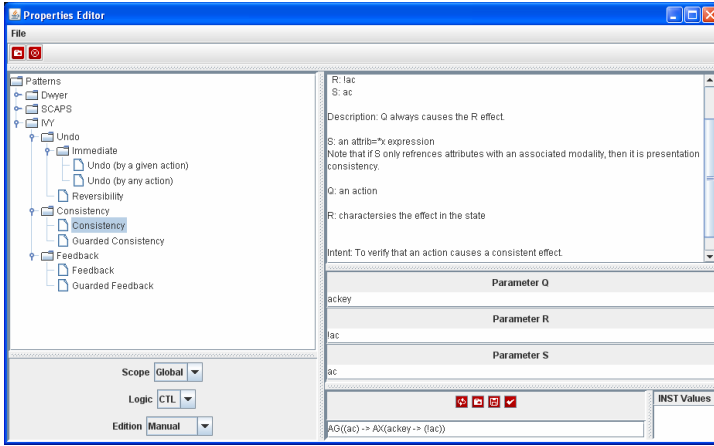 Properties Editor
File
Patterns
Dwyer
SCAPS
IVY
Undo
Immediate
Undo (by a given action)
Undo (by any action)
Reversibility
Consistency
Consistency
Guarded Consistency
Feedback
Feedback
Guarded Feedback
Scope Global
Logic CTL
Edition Manual
R: !ac
S: ac
Description: Q always causes the R effect.
S: an attrib=*x expression
Note that if S only refrences attributes with an associated modality, then it is presentation
consistency.
Q: an action
R: charactersies the effect in the state
Intent: To verify that an action causes a consistent effect.
Parameter Q
ackey
Parameter R
!ac
Parameter S
ac
AG((ac) -> AX(ackey -> (!ac))
INST Values